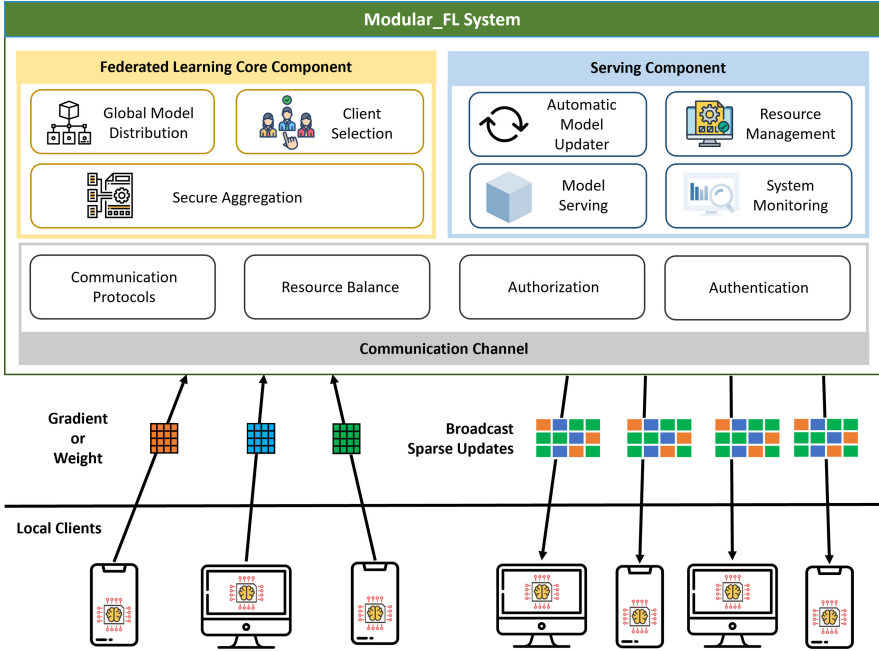 Modular_FL System
Federated Learning Core Component
Global Model
Distribution
Client
Selection
Secure Aggregation
Serving Component
Automatic
Model
Updater
Resource
Management
Model
Serving
System
Monitoring
Communication
Protocols
Resource Balance
Authorization
Authentication
Communication Channel
Gradient
or
Weight
Broadcast
Sparse Updates
Local Clients